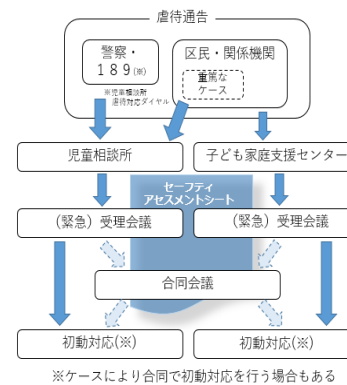 虐待通告
警察・
189(※)
※児童相談所
虐待対応ダイヤル
区民・関係機関
重篤な
ケース
児童相談所
子ども家庭支援センター
セーフティ
アセスメントシート
（緊急）受理会議
（緊急）受理会議
合同会議
初動対応(※)
初動対応(※)
※ケースにより合同で初動対応を行う場合もある